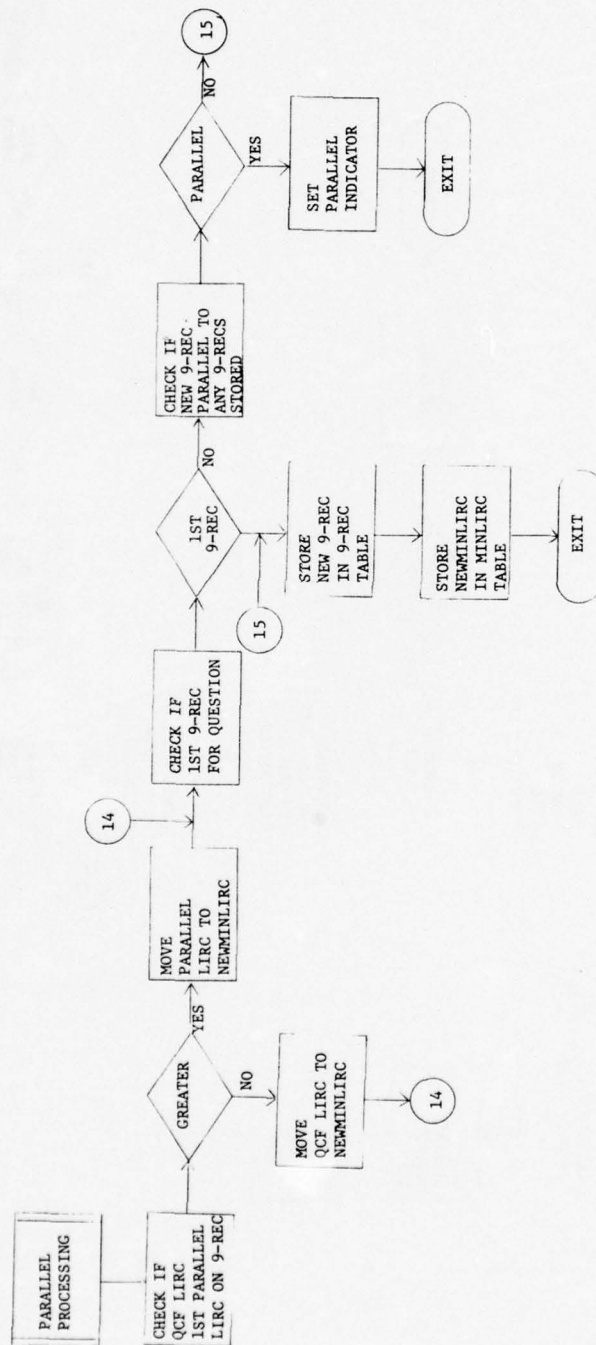 PARALLEL
PROCESSING
CHECK IF
QCF LIRC
1ST PARALLEL
LIRC ON 9-REC
GREATER
YES
NO
MOVE
QCF LIRC TO
NEWMINLIRC
14
MOVE
PARALLEL
LIRC TO
NEWMINLIRC
14
CHECK IF
1ST 9-REC
FOR QUESTION
1ST
9-REC
NO
15
STORE
NEW 9-REC
IN 9-REC
TABLE
STORE
NEWMINLIRC
IN MINLIRC
TABLE
EXIT
CHECK IF
NEW 9-REC
PARALLEL TO
ANY 9-RECS
STORED
PARALLEL
NO
15
YES
SET
PARALLEL
INDICATOR
EXIT